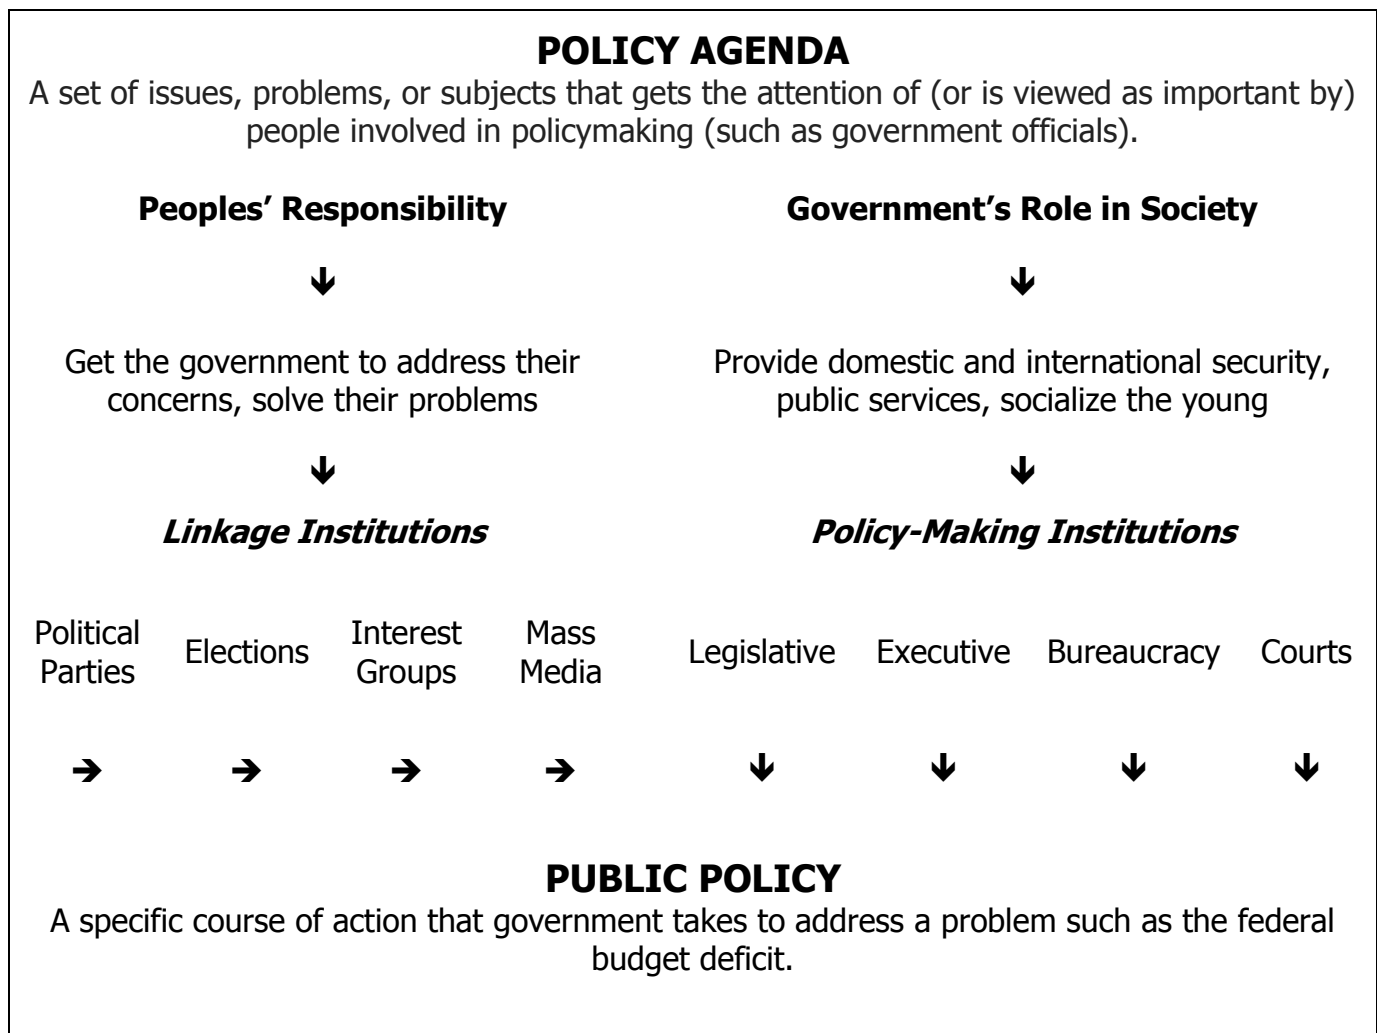 POLICY AGENDA
A set of issues, problems, or subjects that gets the attention of (or is viewed as important by)
people involved in policymaking (such as government officials).
Peoples’ Responsibility
Government’s Role in Society
🡻
🡻
Get the government to address their
concerns, solve their problems
Provide domestic and international security,
public services, socialize the young
🡻
🡻
Linkage Institutions
Policy-Making Institutions
Political
Parties
Elections
Interest
Groups
Mass
Media
Legislative
Executive
Bureaucracy
Courts
PUBLIC POLICY
A specific course of action that government takes to address a problem such as the federal
budget deficit.